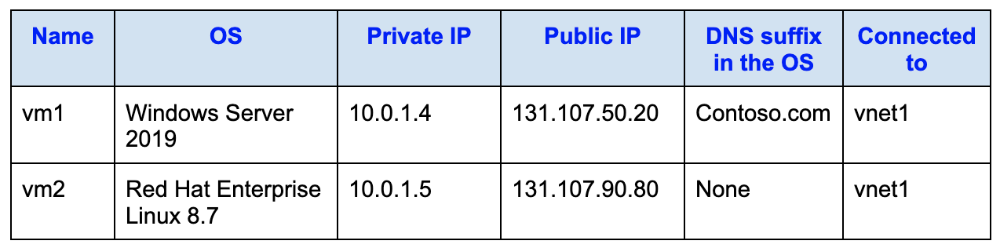 Name OS Private IP Public IP DNS suffix in the OS Connected to
vm1 Windows Server 2019 10.0.1.4 131.107.50.20 Contoso.com vnet1
vm2 Red Hat Enterprise Linux 8.7 10.0.1.5 131.107.90.80 None vnet1